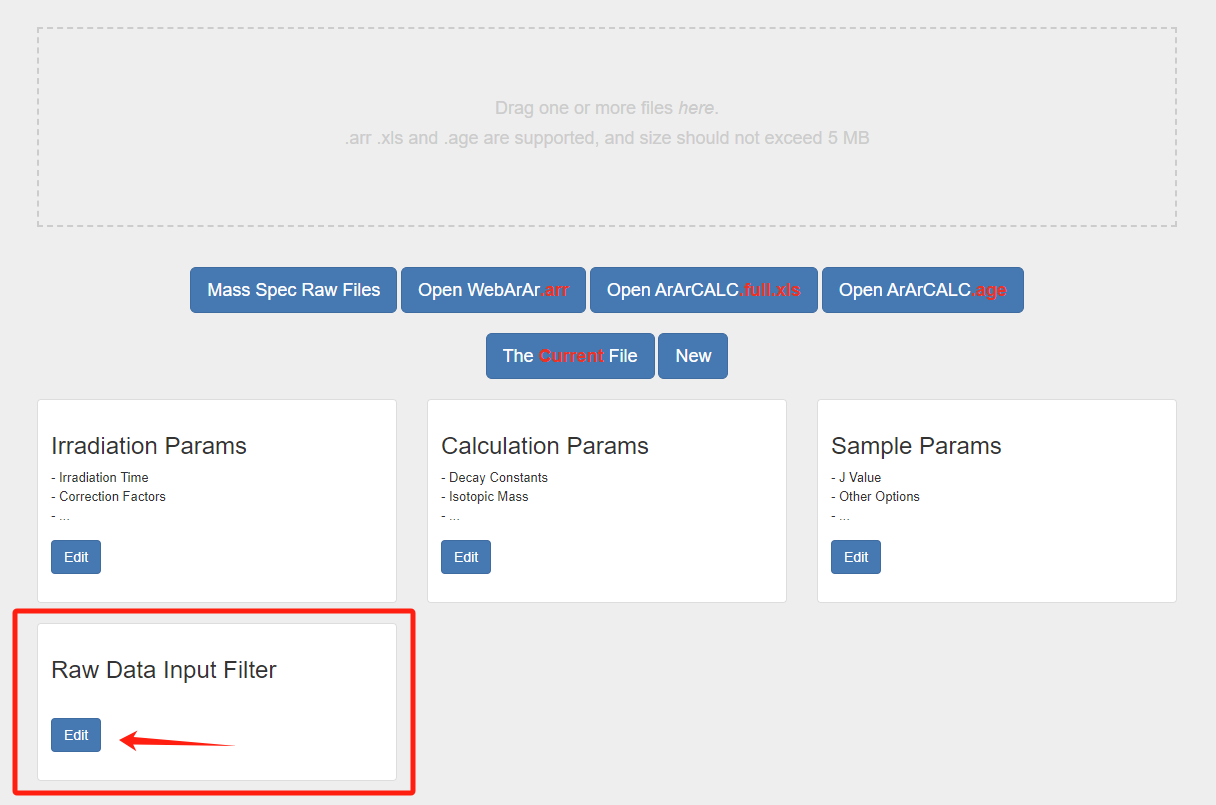 Drag one or more files here.
.arr .xls and .age are supported, and size should not exceed 5 MB
Mass Spec Raw Files Open WebArAr.arr Open ArArCALC.full.xls Open ArArCALC.age
The Current File New
Irradiation Params
- Irradiation Time
- Correction Factors
- ...
Edit
Calculation Params
- Decay Constants
- Isotopic Mass
- ...
Edit
Sample Params
- J Value
- Other Options
- ...
Edit
Raw Data Input Filter
Edit